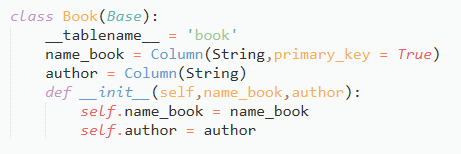 class Book(Base):
    __tablename__ = 'book'
    name_book = Column(String,primary_key = True)
    author = Column(String)
    def __init__(self,name_book,author):
        self.name_book = name_book
        self.author = author